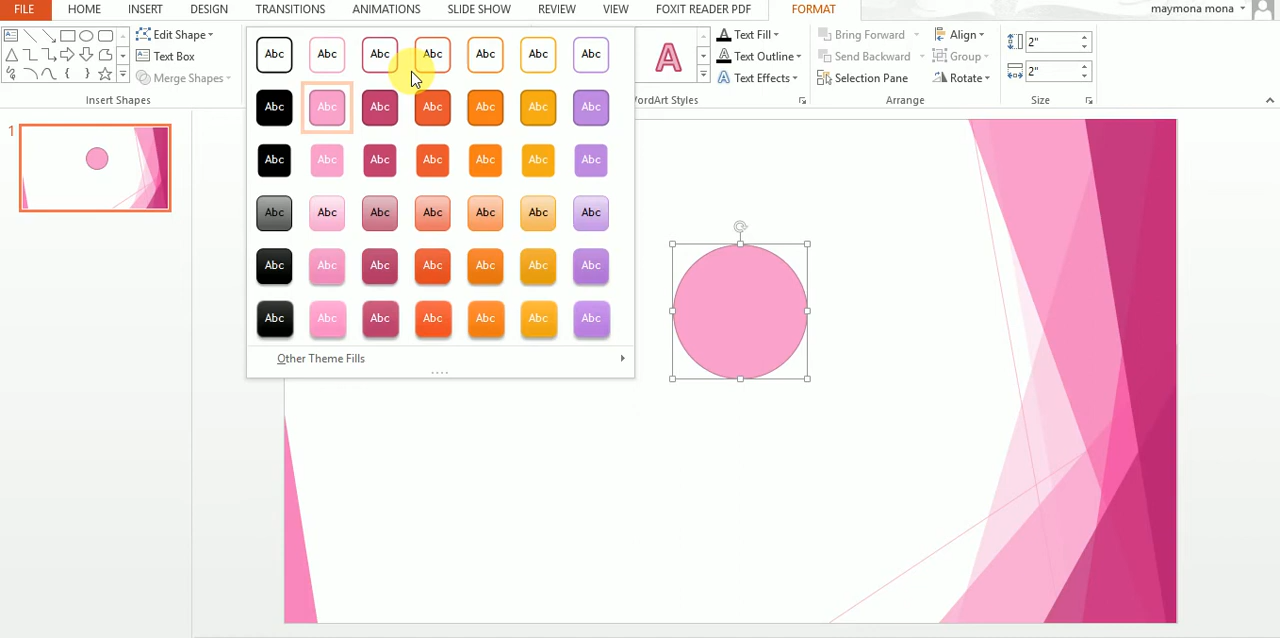 FILE HOME INSERT DESIGN TRANSITIONS ANIMATIONS SLIDE SHOW REVIEW VIEW FOXIT READER PDF FORMAT maymona mona
Edit Shape
Text Box
Merge Shapes
Insert Shapes
Abc Abc Abc Abc Abc Abc Abc
Abc Abc Abc Abc Abc Abc Abc
Abc Abc Abc Abc Abc Abc Abc
Abc Abc Abc Abc Abc Abc Abc
Abc Abc Abc Abc Abc Abc Abc
Abc Abc Abc Abc Abc Abc Abc
Other Theme Fills
A
Text Fill
Text Outline
Text Effects
WordArt Styles
Bring Forward
Send Backward
Selection Pane
Align
Group
Rotate
Arrange
2"
2"
Size
1